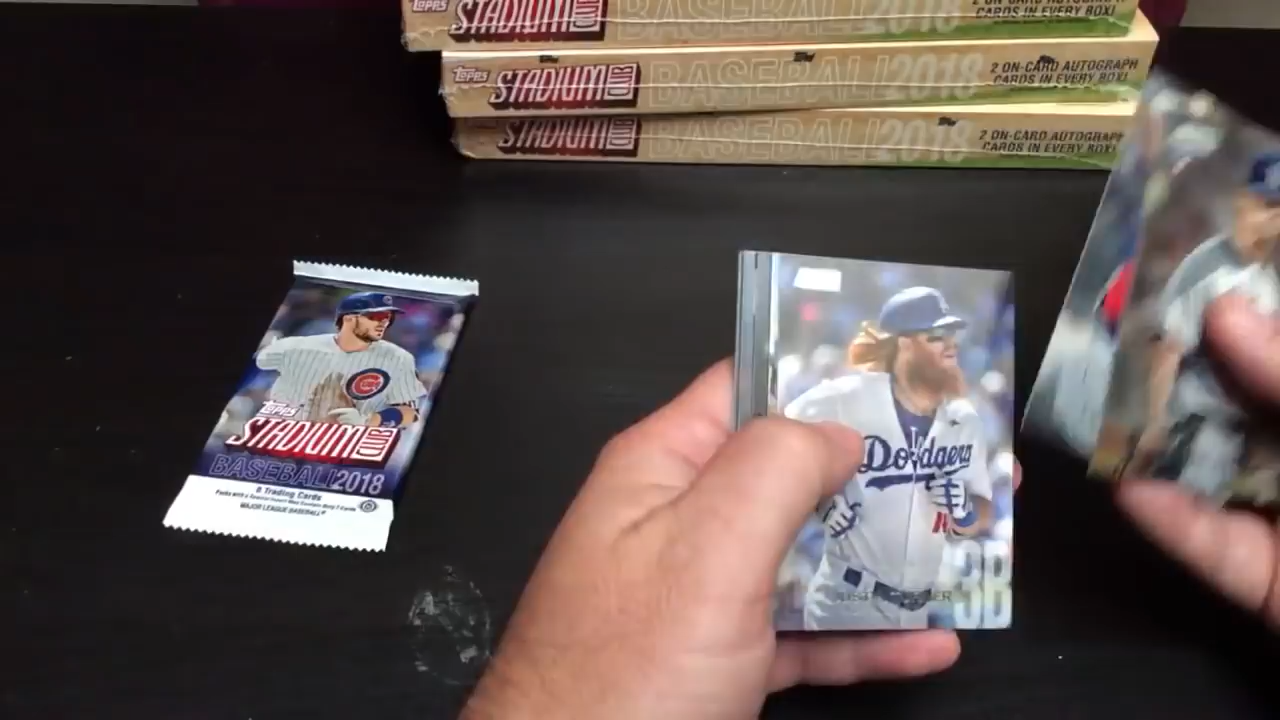 Topps STADIUM CLUB BASEBALL 2018 2 ON-CARD AUTOGRAPH
CARDS IN EVERY BOX!
Topps STADIUM CLUB BASEBALL 2018 2 ON-CARD AUTOGRAPH
CARDS IN EVERY BOX!
STADIUM CLUB BASEBALL 2018 2 ON-CARD AUTOGRAPH
CARDS IN EVERY BOX!
Topps
STADIUM CLUB
BASEBALL 2018
8 Trading Cards
MAJOR LEAGUE BASEBALL®
Dodgers
3B